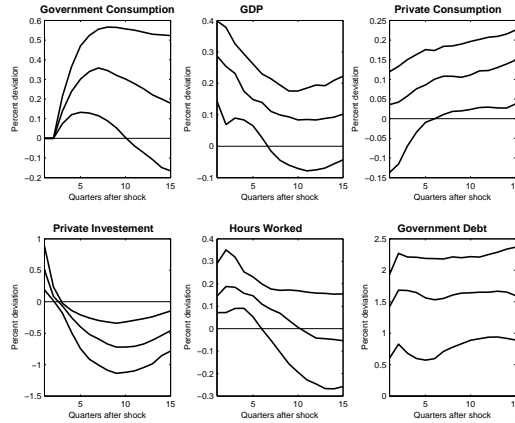 Government Consumption
0.6
0.5
0.4
0.3
0.2
0.1
0
−0.1
−0.2
Percent deviation
5 10 15
Quarters after shock
GDP
0.4
0.3
0.2
0.1
0
−0.1
Percent deviation
5 10 15
Quarters after shock
Private Consumption
0.25
0.2
0.15
0.1
0.05
0
−0.05
−0.1
−0.15
Percent deviation
5 10 15
Quarters after shock
Private Investement
1
0.5
0
−0.5
−1
−1.5
Percent deviation
5 10 15
Quarters after shock
Hours Worked
0.4
0.3
0.2
0.1
0
−0.1
−0.2
−0.3
Percent deviation
5 10 15
Quarters after shock
Government Debt
2.5
2
1.5
1
0.5
0
Percent deviation
5 10 15
Quarters after shock